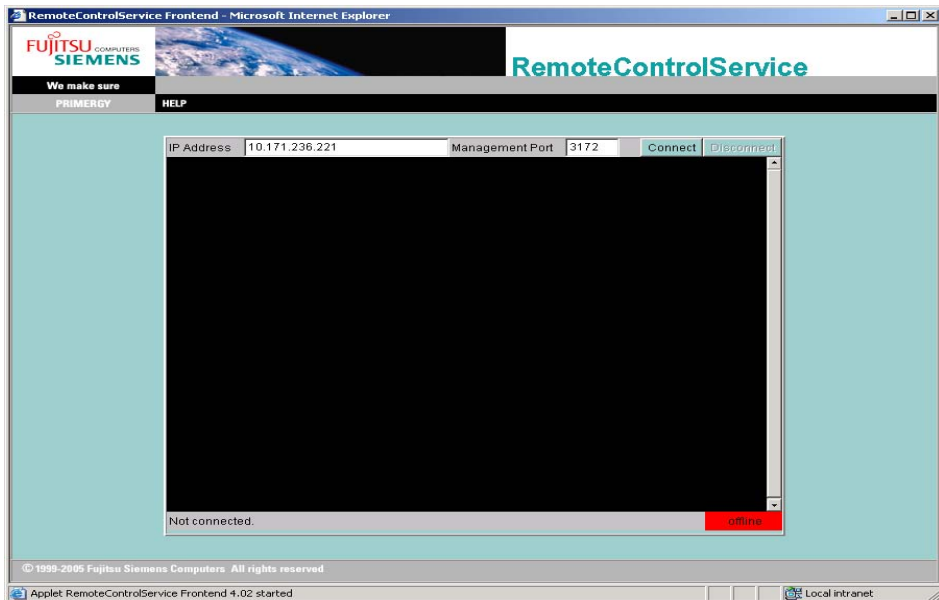 RemoteControlService Frontend - Microsoft Internet Explorer
FUJITSU COMPUTERS
SIEMENS
RemoteControlService
We make sure
PRIMERGY HELP
IP Address 10.171.236.221 Management Port 3172 Connect Disconnect
Not connected. offline
© 1999-2005 Fujitsu Siemens Computers All rights reserved
Applet RemoteControlService Frontend 4.02 started Local intranet